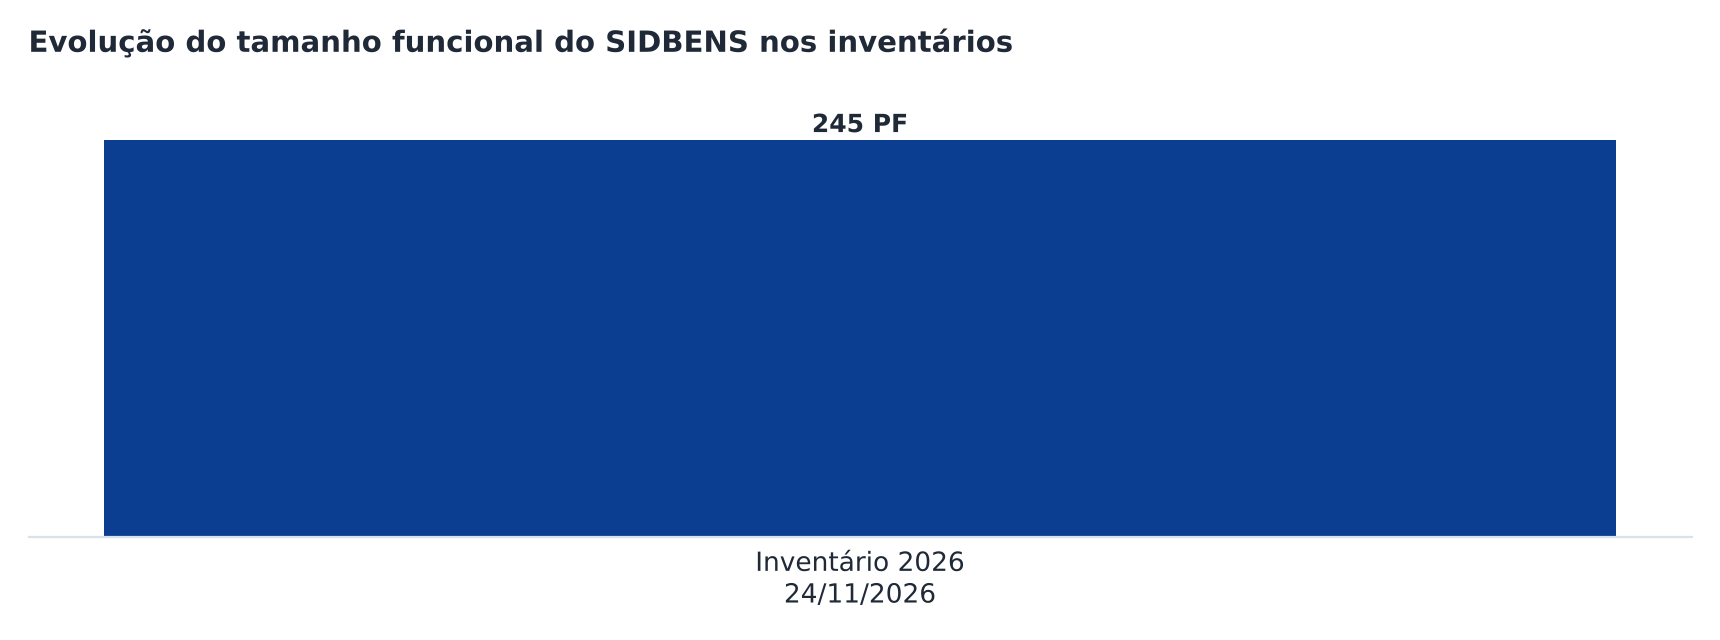 Evolução do tamanho funcional do SIDBENS nos inventários
245 PF
Inventário 2026
24/11/2026